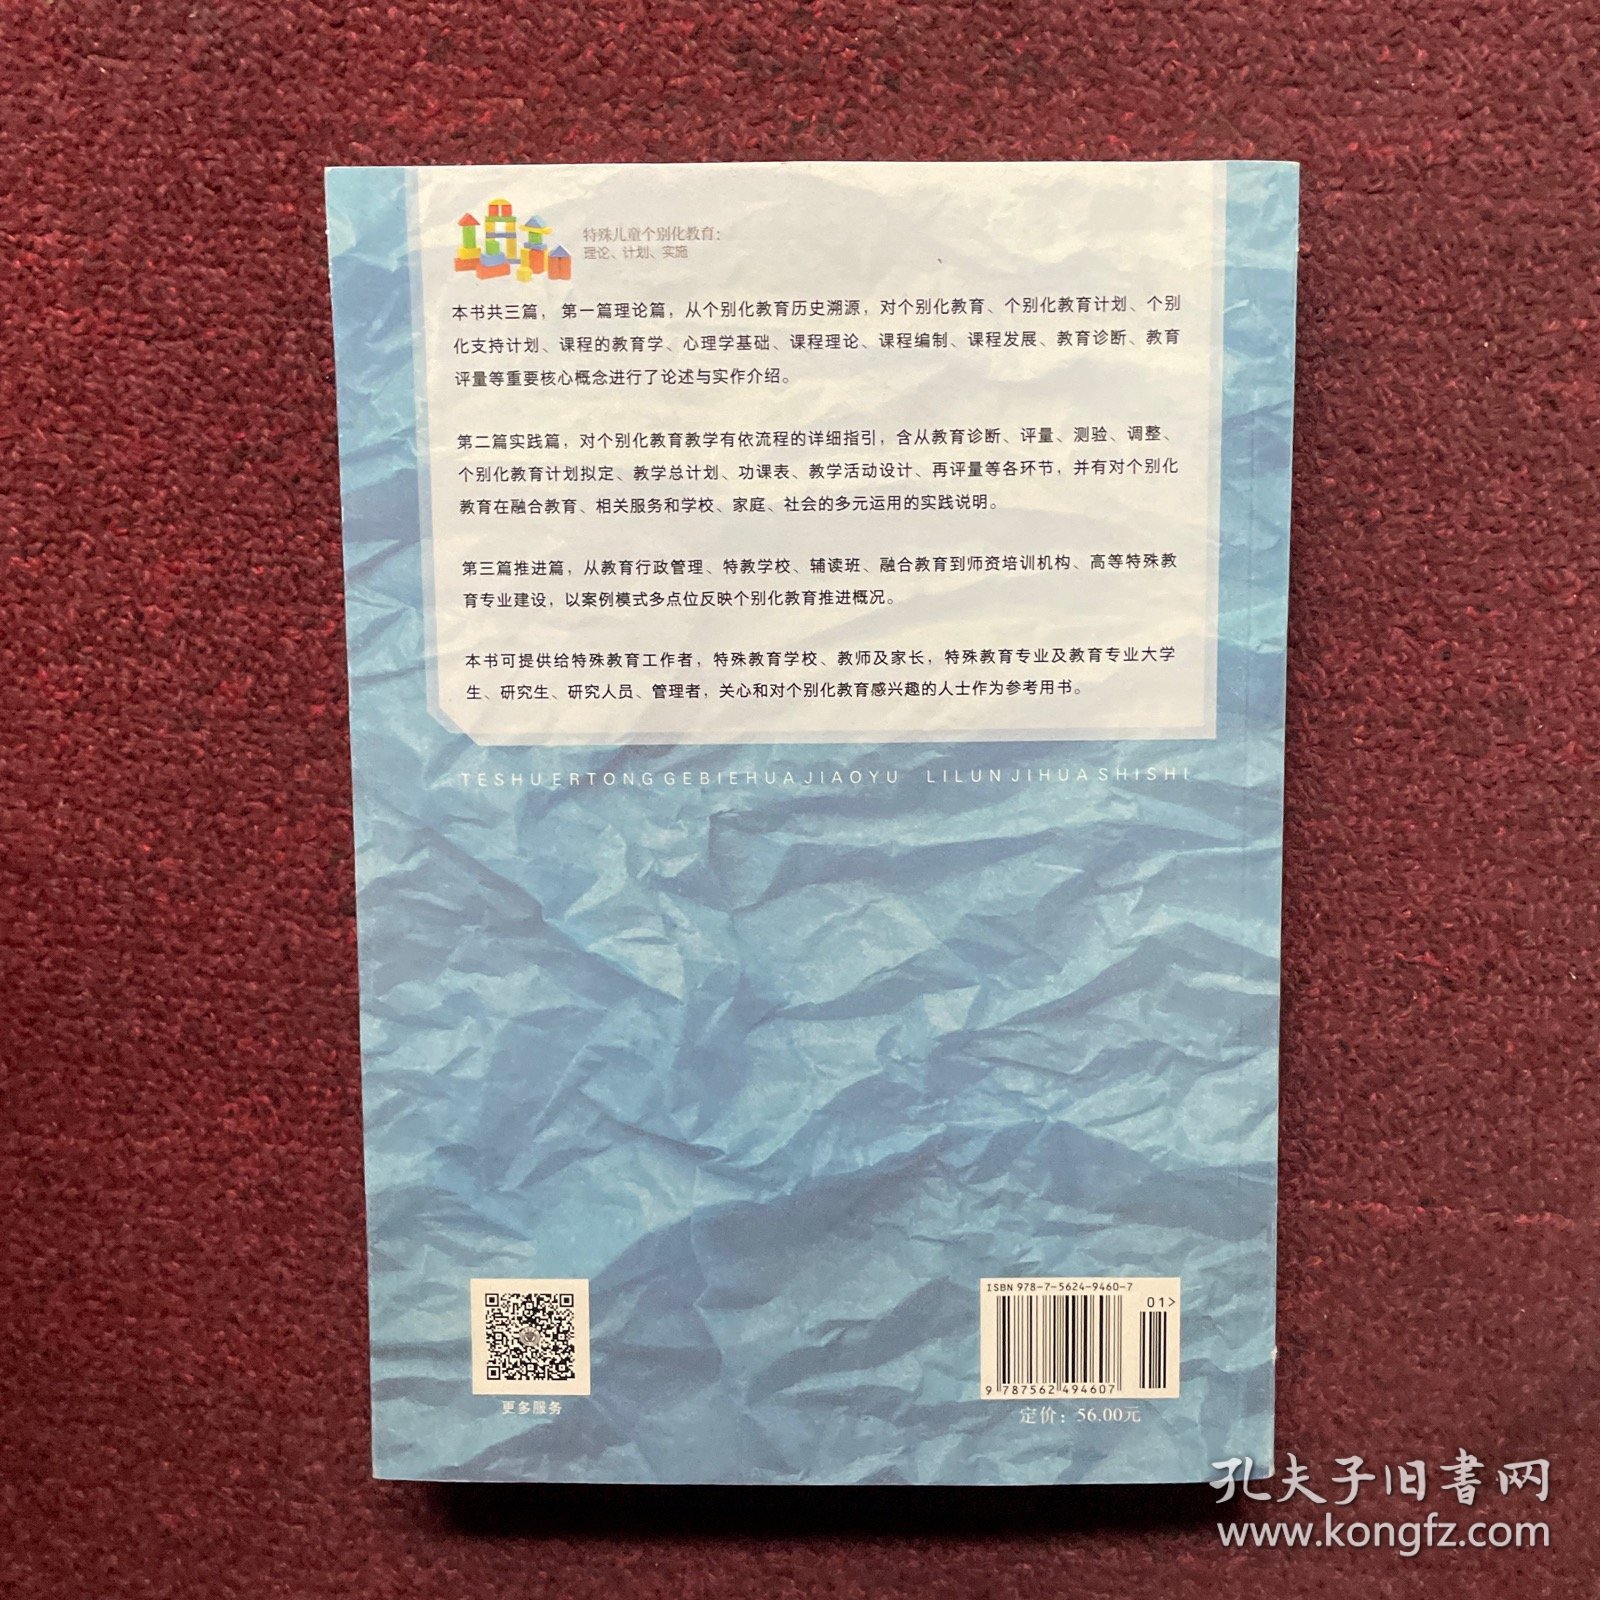 特殊儿童个别化教育：
理论、计划、实施
本书共三篇，第一篇理论篇，从个别化教育历史溯源，对个别化教育、个别化教育计划、个别
化支持计划、课程的教育学、心理学基础、课程理论、课程编制、课程发展、教育诊断、教育
评量等重要核心概念进行了论述与实作介绍。
第二篇实践篇，对个别化教育教学有依流程的详细指引，含从教育诊断、评量、测验、调整、
个别化教育计划拟定、教学总计划、功课表、教学活动设计、再评量等各环节，并有对个别化
教育在融合教育、相关服务和学校、家庭、社会的多元运用的实践说明。
第三篇推进篇，从教育行政管理、特教学校、辅读班、融合教育到师资培训机构、高等特殊教
育专业建设，以案例模式多点位反映个别化教育推进概况。
本书可提供给特殊教育工作者，特殊教育学校、教师及家长，特殊教育专业及教育专业大学
生、研究生、研究人员、管理者，关心和对个别化教育感兴趣的人士作为参考用书。
TESHUERTONG GEBIEHUAJIAOYU LILUN JIHUA SHISHI
ISBN 978-7-5624-9460-7
01>
9 787562 494607
更多服务
定价：56.00元
孔夫子旧书网
www.kongfz.com